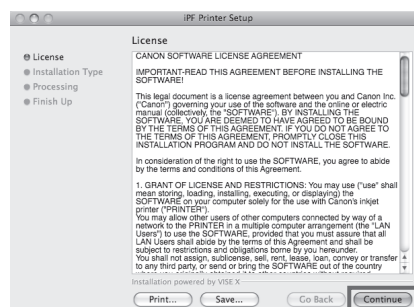 iPF Printer Setup
License
License
Installation Type
Processing
Finish Up
CANON SOFTWARE LICENSE AGREEMENT
IMPORTANT-READ THIS AGREEMENT BEFORE INSTALLING THE
SOFTWARE!
This legal document is a license agreement between you and Canon Inc.
("Canon") governing your use of the software and the online or electric
manual (collectively, the "SOFTWARE"). BY INSTALLING THE
SOFTWARE, YOU ARE DEEMED TO HAVE AGREED TO BE BOUND
BY THE TERMS OF THIS AGREEMENT. IF YOU DO NOT AGREE TO
THE TERMS OF THIS AGREEMENT, PROMPTLY CLOSE THIS
INSTALLATION PROGRAM AND DO NOT INSTALL THE SOFTWARE.
In consideration of the right to use the SOFTWARE, you agree to abide
by the terms and conditions of this Agreement.
1. GRANT OF LICENSE AND RESTRICTIONS: You may use ("use" shall
mean storing, loading, installing, executing, or displaying) the
SOFTWARE on your computer solely for the use with Canon's inkjet
printer ("PRINTER").
You may allow other users of other computers connected by way of a
network to the PRINTER in a multiple computer arrangement (the "LAN
Users") to use the SOFTWARE, provided that you must assure that all
LAN Users shall abide by the terms of this Agreement and shall be
subject to restrictions and obligations borne by you hereunder.
You shall not assign, sublicense, sell, rent, lease, loan, convey or transfer
to any third party, or send or bring the SOFTWARE out of the country
Installation powered by VISE X
Print...
Save...
Go Back
Continue